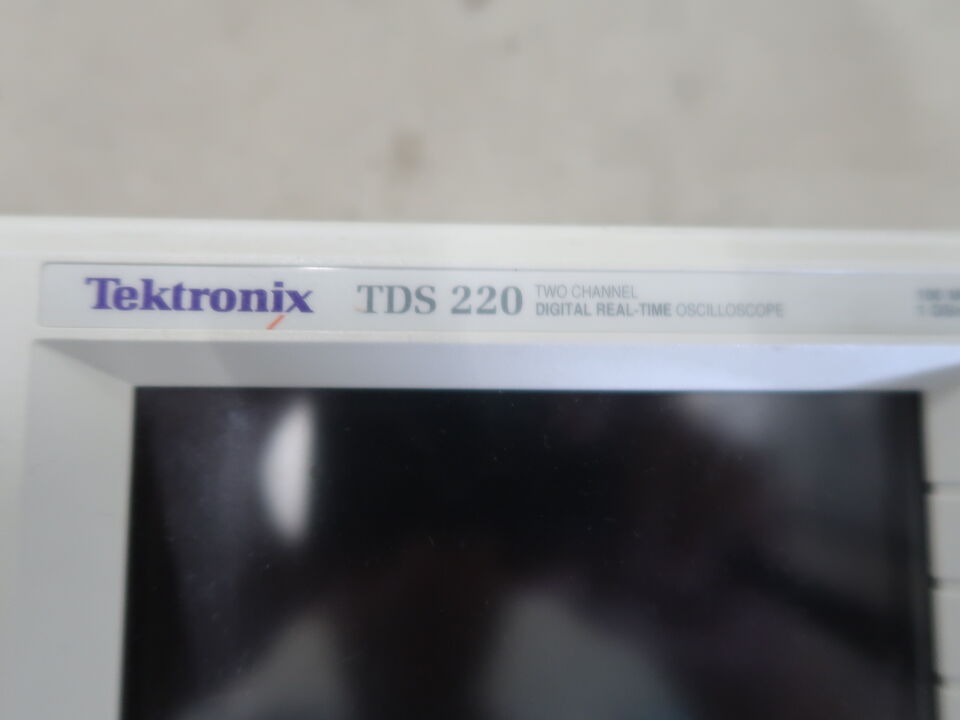 Tektronix TDS 220 TWO CHANNEL
DIGITAL REAL-TIME OSCILLOSCOPE